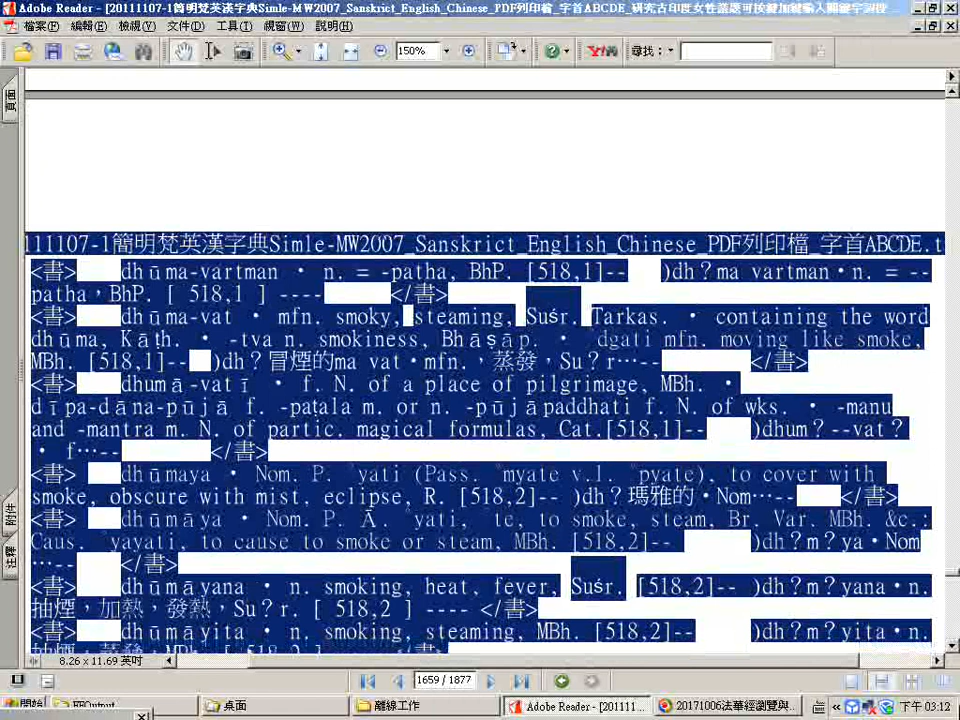 Adobe Reader - [20111107-1簡明梵英漢字典Simle-MW2007_Sanskrict_English_Chinese_PDF列印檔_字首ABCDE_研究古印度女性議題可按
檔案(F) 編輯(E) 檢視(V) 文件(D) 工具(T) 視窗(W) 說明(H)
150% 尋找:
頁面
附件
注釋
111107-1簡明梵英漢字典Simle-MW2007_Sanskrict_English_Chinese_PDF列印檔_字首ABCDE.t
<書> dhūma-vartman • n. = -patha, BhP. [518,1]-- )dh？ma vartman•n. = --
patha，BhP. [ 518,1 ] ---- </書>
<書> dhūma-vat • mfn. smoky, steaming, Suśr. Tarkas. • containing the word
dhūma, Kāṭh. • -tva n. smokiness, Bhāṣāp. • dgati mfn. moving like smoke,
MBh. [518,1]-- )dh？冒煙的ma vat•mfn.，蒸發，Su？r…-- </書>
<書> dhumā-vatī • f. N. of a place of pilgrimage, MBh. •
dīpa-dāna-pūjā f. -paṭala m. or n. -pūjāpaddhati f. N. of wks. • -manu
and -mantra m. N. of partic. magical formulas, Cat.[518,1]-- )dhum？--vat？
• f…-- </書>
<書> dhūmaya • Nom. P. yati (Pass. myate v.l. pyate), to cover with
smoke, obscure with mist, eclipse, R. [518,2]-- )dh？瑪雅的•Nom…-- </書>
<書> dhūmāya • Nom. P. Ā. yati, te, to smoke, steam, Br. Var. MBh. &c.:
Caus. yayati, to cause to smoke or steam, MBh. [518,2]-- )dh？m？ya•Nom
…-- </書>
<書> dhūmāyana • n. smoking, heat, fever, Suśr. [518,2]-- )dh？m？yana•n.
抽煙，加熱，發熱，Su？r. [ 518,2 ] ---- </書>
<書> dhūmāyita • n. smoking, steaming, MBh. [518,2]-- )dh？m？yita•n.
8.26 x 11.69 英吋
1659 / 1877
開始 FFOutput 桌面 離線工作 Adobe Reader - [201111... 20171006法華經瀏覽與... 下午 03:12